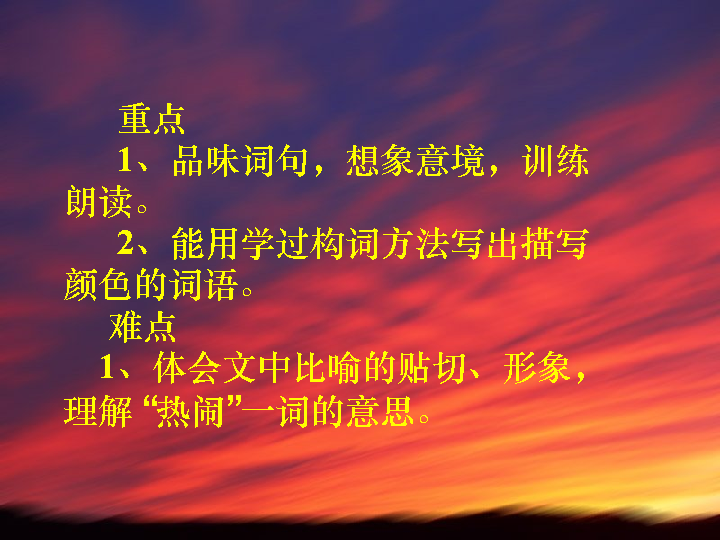 重点
1、品味词句，想象意境，训练
朗读。
2、能用学过构词方法写出描写
颜色的词语。
难点
1、体会文中比喻的贴切、形象，
理解“热闹”一词的意思。